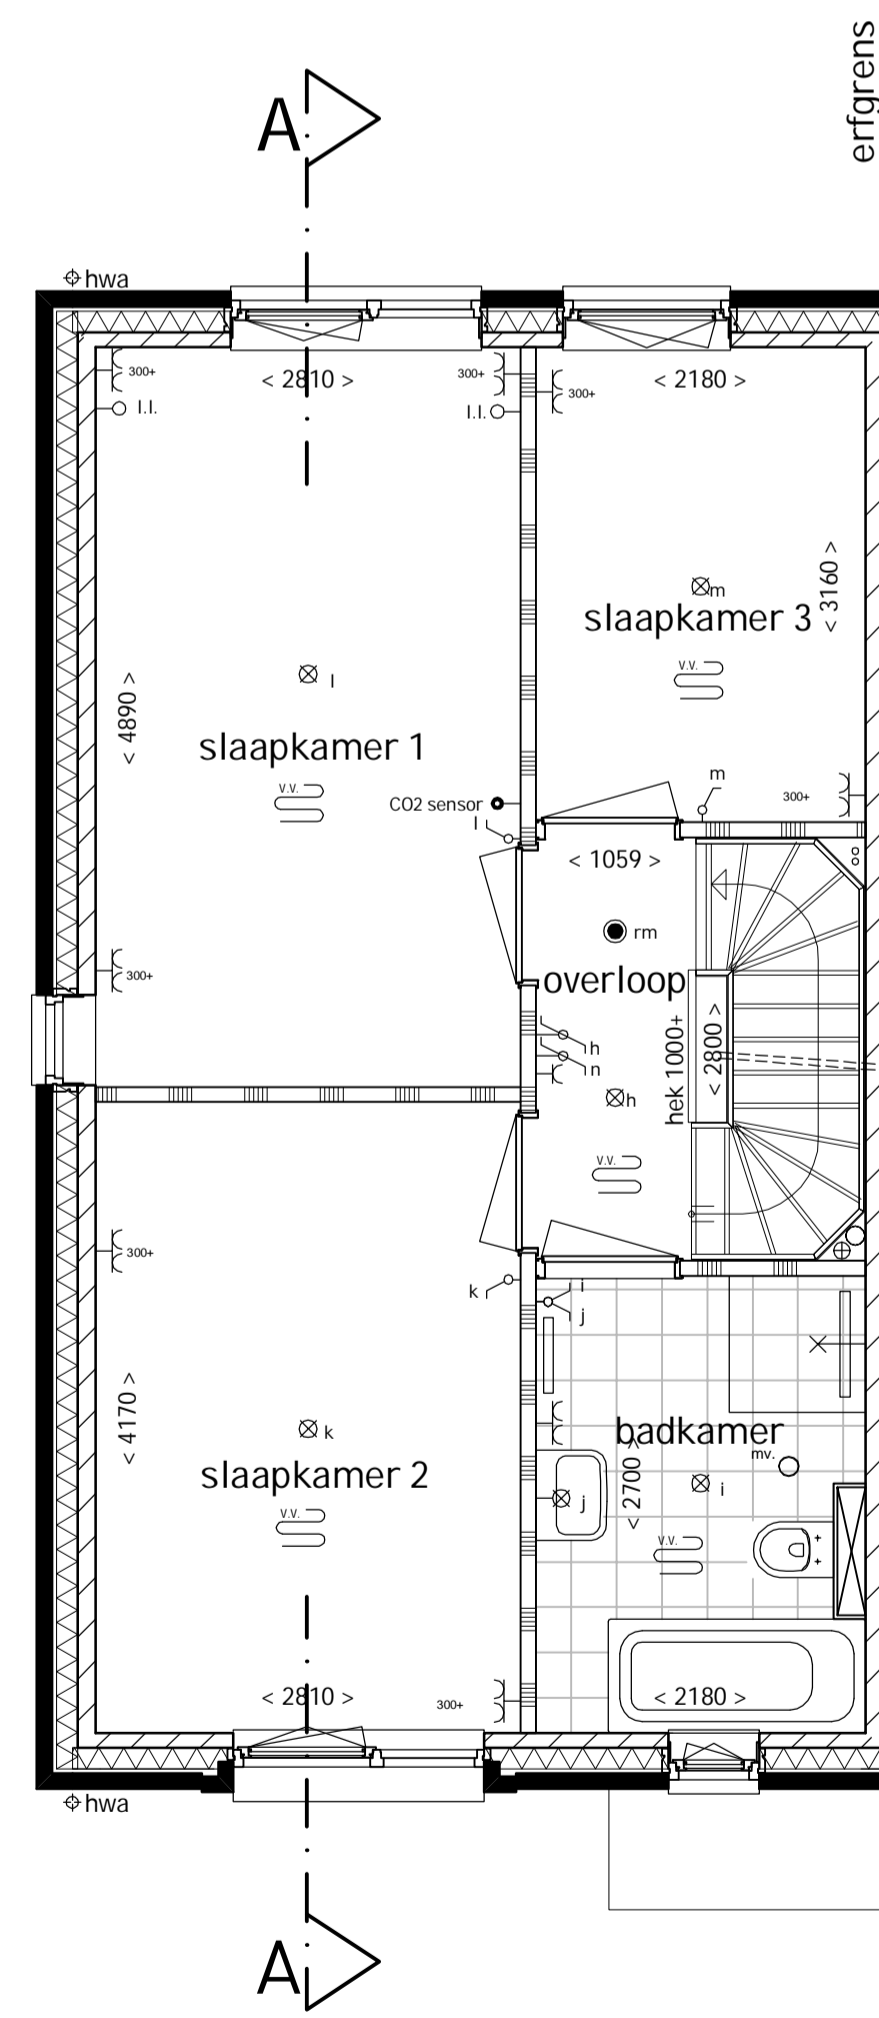 erfgrens
A
hwa
300+
< 2810 >
300+
300+
< 2180 >
l.l.
l.l.
m
slaapkamer 3
< 3160 >
v.v.
l
< 4890 >
slaapkamer 1
v.v.
CO2 sensor
l
m
300+
< 1059 >
rm
overloop
300+
h
n
hek 1000+
< 2800 >
h
v.v.
300+
k
i
j
< 4170 >
k
slaapkamer 2
v.v.
badkamer
mv.
< 2700 >
j
i
v.v.
< 2810 >
300+
< 2180 >
hwa
A